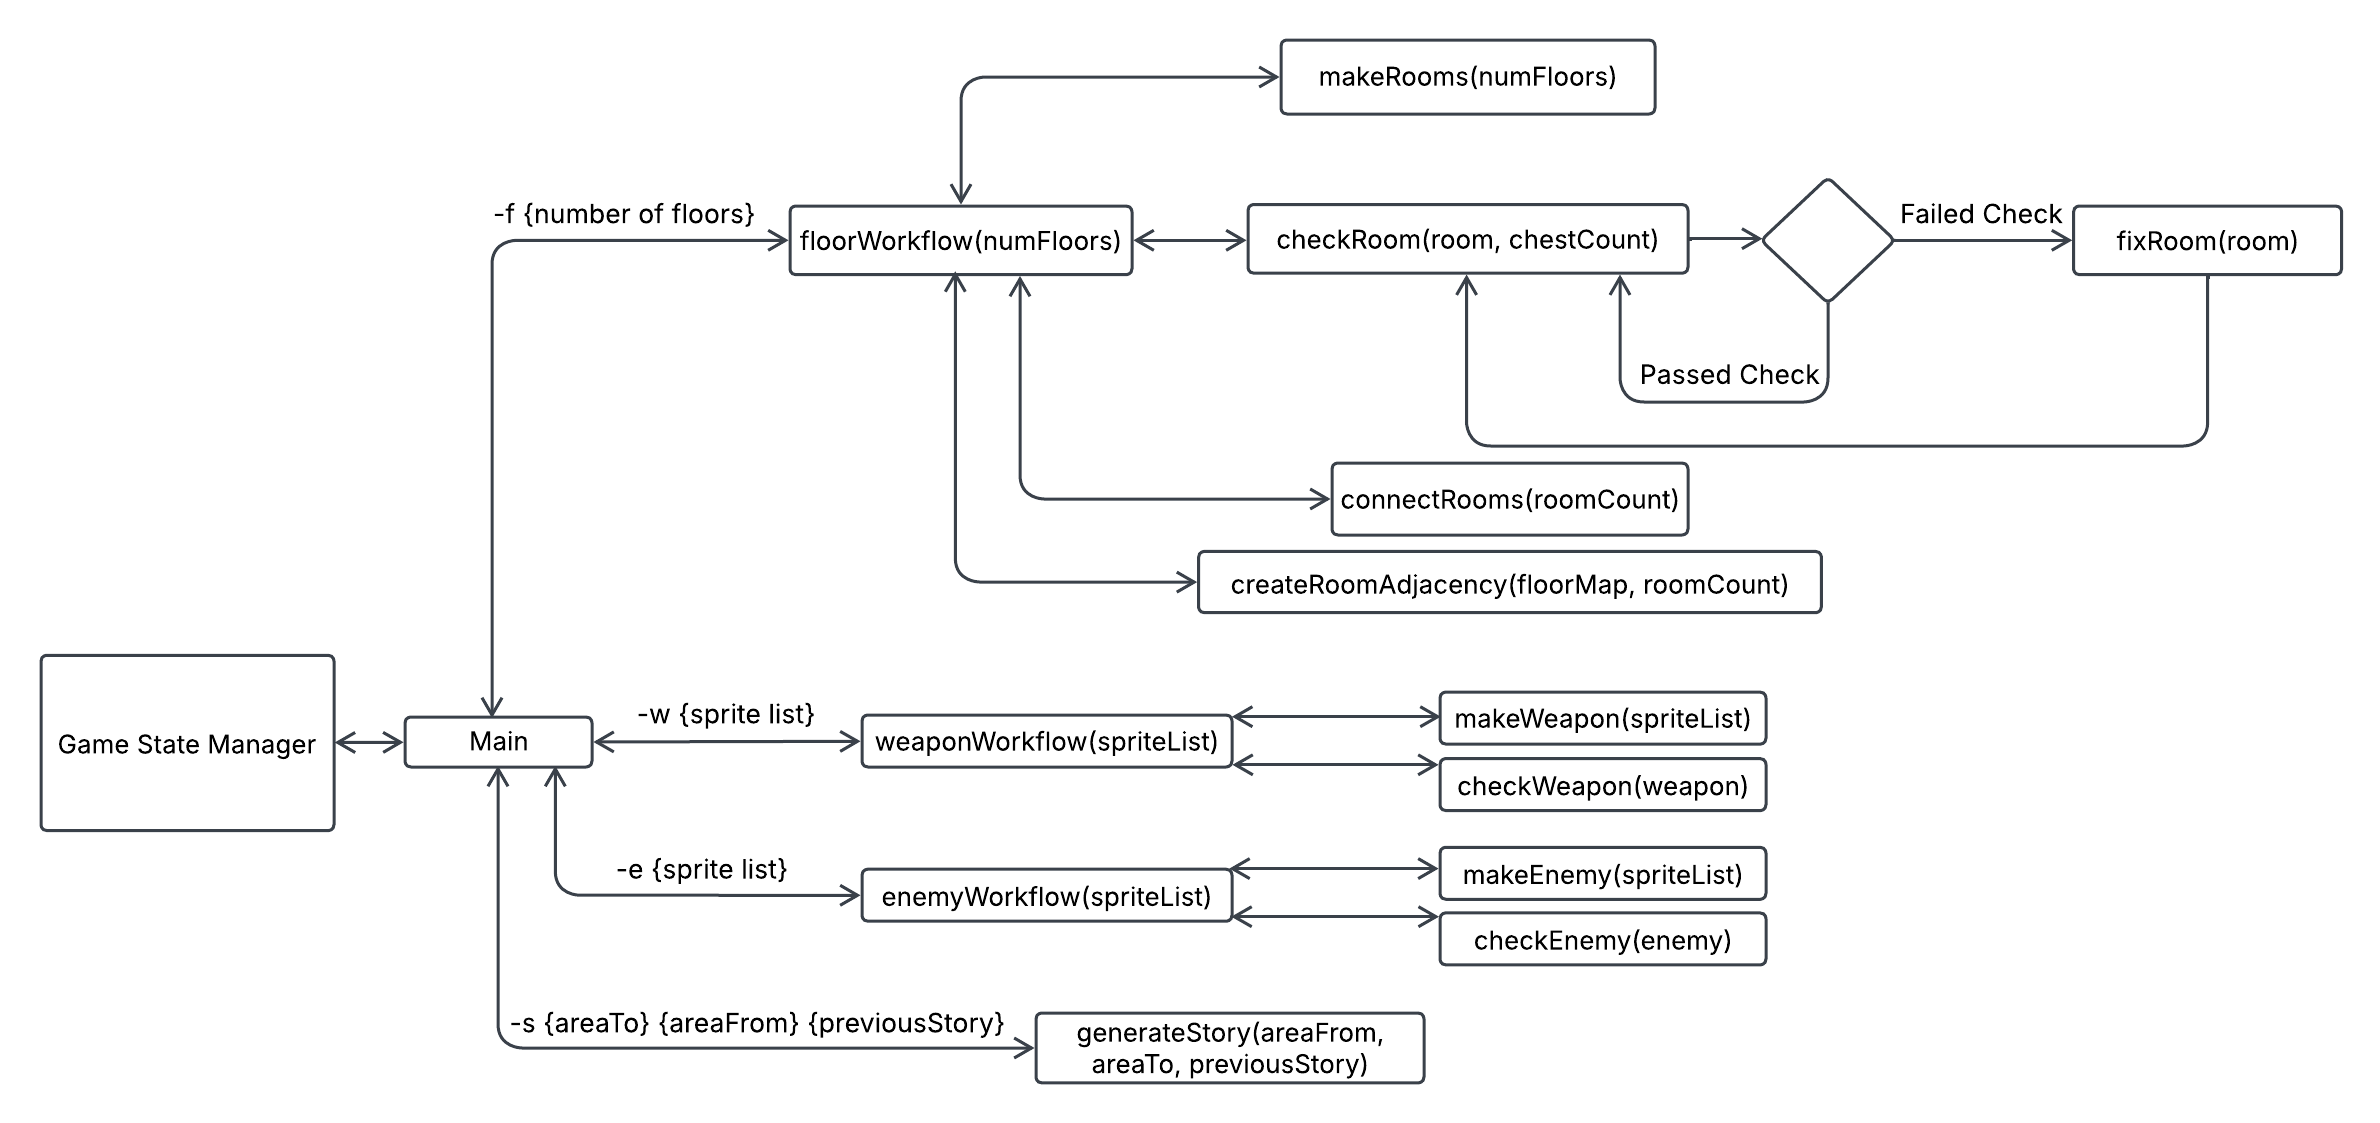 makeRooms(numFloors)
-f {number of floors}
floorWorkflow(numFloors)
checkRoom(room, chestCount)
Failed Check
fixRoom(room)
Passed Check
connectRooms(roomCount)
createRoomAdjacency(floorMap, roomCount)
Game State Manager
Main
-w {sprite list}
weaponWorkflow(spriteList)
makeWeapon(spriteList)
checkWeapon(weapon)
-e {sprite list}
enemyWorkflow(spriteList)
makeEnemy(spriteList)
checkEnemy(enemy)
-s {areaTo} {areaFrom} {previousStory}
generateStory(areaFrom,
areaTo, previousStory)